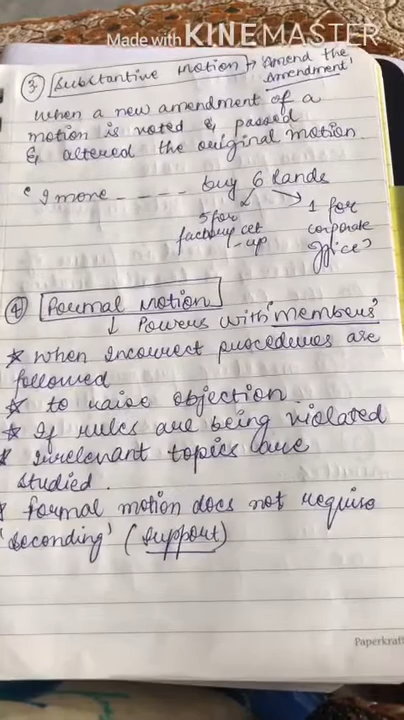 Made with KINEMASTER
③ Substantive Motion → 'Amend the
Amendment'
When a new amendment of a
motion is voted & passed
& altered the original motion.
"I move _ _ _ _ buy 6 lands
5 for
factory set
-up
1 for
corporate
office"
④ Formal Motion
↓ Powers with 'members'
★ When incorrect procedures are
followed
★ to raise objection.
★ If rules are being violated
★ irrelevant topics are
studied.
★ formal motion does not require
'Seconding' (support)
Paperkraft